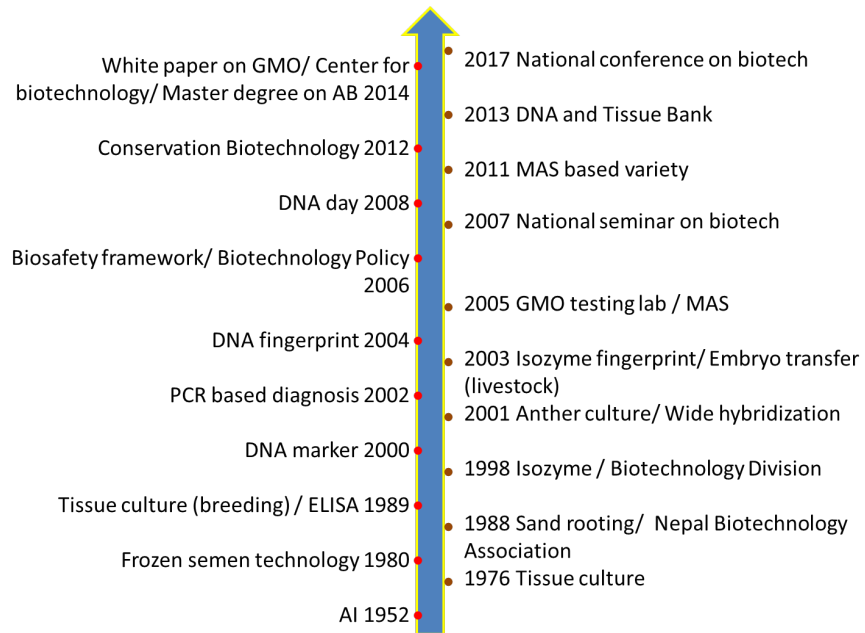 White paper on GMO/ Center for
biotechnology/ Master degree on AB 2014
Conservation Biotechnology 2012
DNA day 2008
Biosafety framework/ Biotechnology Policy
2006
DNA fingerprint 2004
PCR based diagnosis 2002
DNA marker 2000
Tissue culture (breeding) / ELISA 1989
Frozen semen technology 1980
AI 1952
2017 National conference on biotech
2013 DNA and Tissue Bank
2011 MAS based variety
2007 National seminar on biotech
2005 GMO testing lab / MAS
2003 Isozyme fingerprint/ Embryo transfer
(livestock)
2001 Anther culture/ Wide hybridization
1998 Isozyme / Biotechnology Division
1988 Sand rooting/ Nepal Biotechnology
Association
1976 Tissue culture